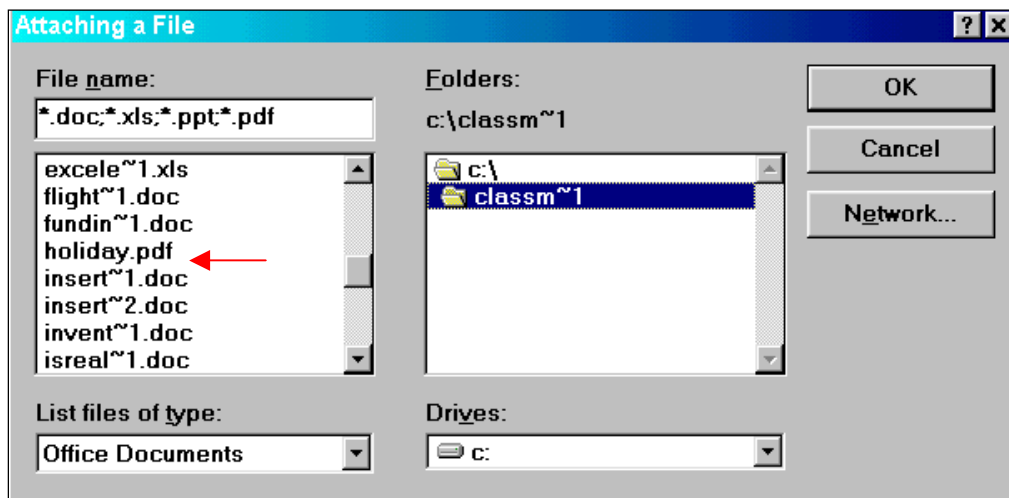 Attaching a File
File name:
*.doc;*.xls;*.ppt;*.pdf
excele~1.xls
flight~1.doc
fundin~1.doc
holiday.pdf
insert~1.doc
insert~2.doc
invent~1.doc
isreal~1.doc
List files of type:
Office Documents
Folders:
c:\classm~1
c:\
classm~1
Drives:
c:
OK
Cancel
Network...